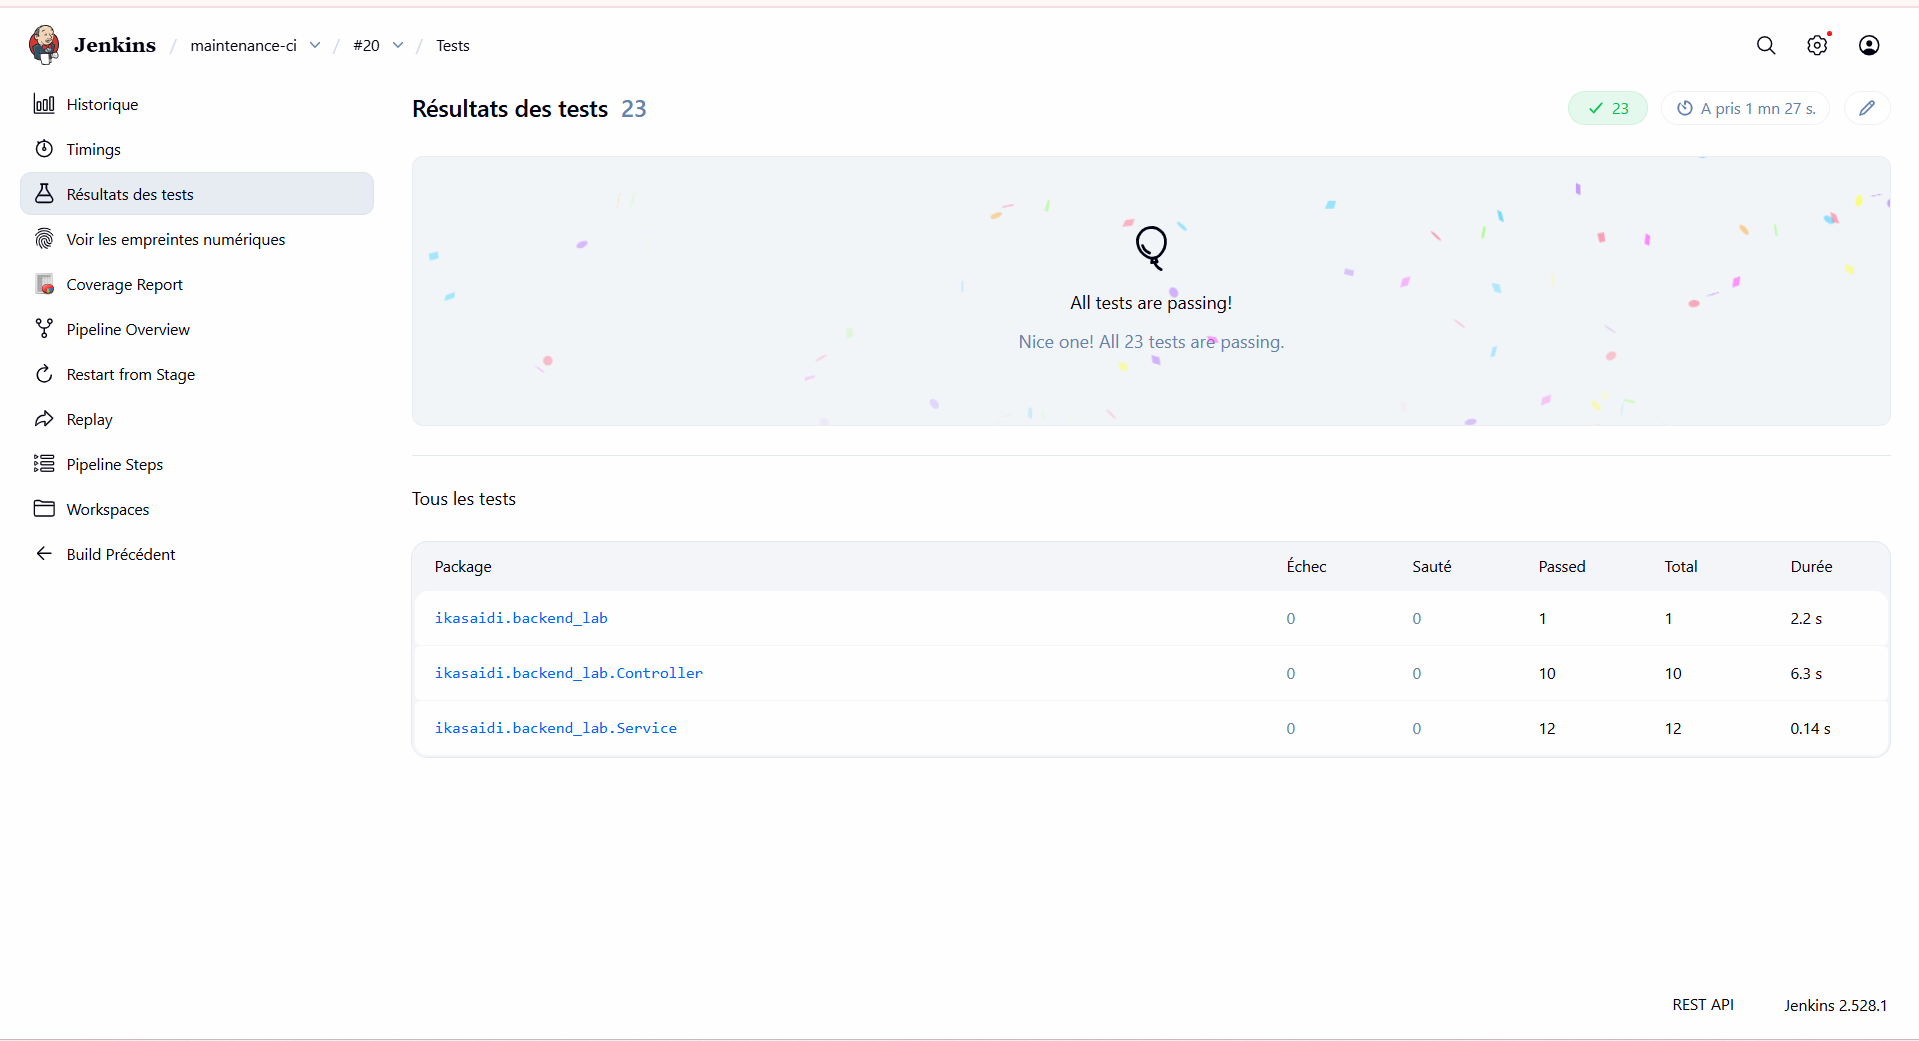 Jenkins / maintenance-ci / #20 / Tests
Historique
Timings
Résultats des tests
Voir les empreintes numériques
Coverage Report
Pipeline Overview
Restart from Stage
Replay
Pipeline Steps
Workspaces
Build Précédent
Résultats des tests 23
23
A pris 1 mn 27 s.
All tests are passing!
Nice one! All 23 tests are passing.
Tous les tests
Package Échec Sauté Passed Total Durée
ikasaidi.backend_lab 0 0 1 1 2.2 s
ikasaidi.backend_lab.Controller 0 0 10 10 6.3 s
ikasaidi.backend_lab.Service 0 0 12 12 0.14 s
REST API Jenkins 2.528.1